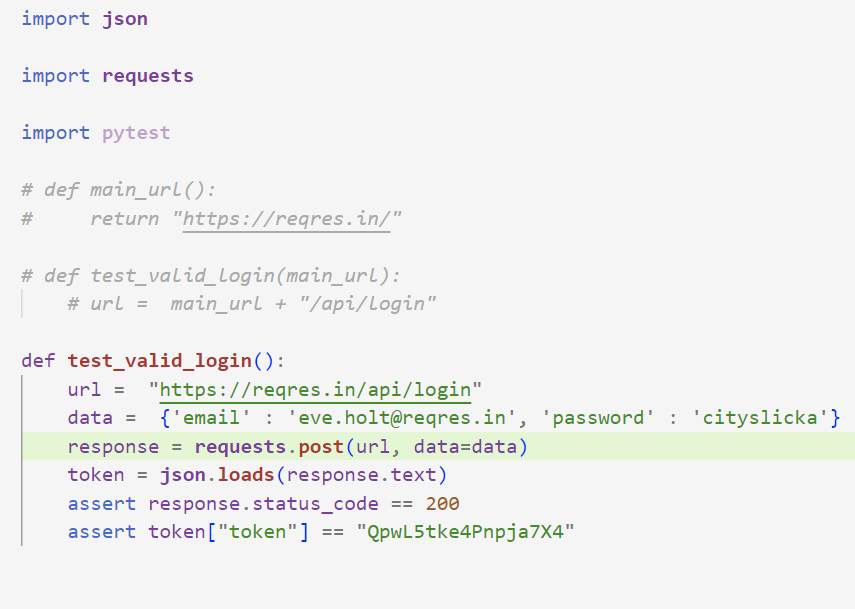 import json
import requests
import pytest
# def main_url():
#     return "https://reqres.in/"
# def test_valid_login(main_url):
    # url =  main_url + "/api/login"
def test_valid_login():
    url =  "https://reqres.in/api/login"
    data =  {'email' : 'eve.holt@reqres.in', 'password' : 'cityslicka'}
    response = requests.post(url, data=data)
    token = json.loads(response.text)
    assert response.status_code == 200
    assert token["token"] == "QpwL5tke4Pnpja7X4"